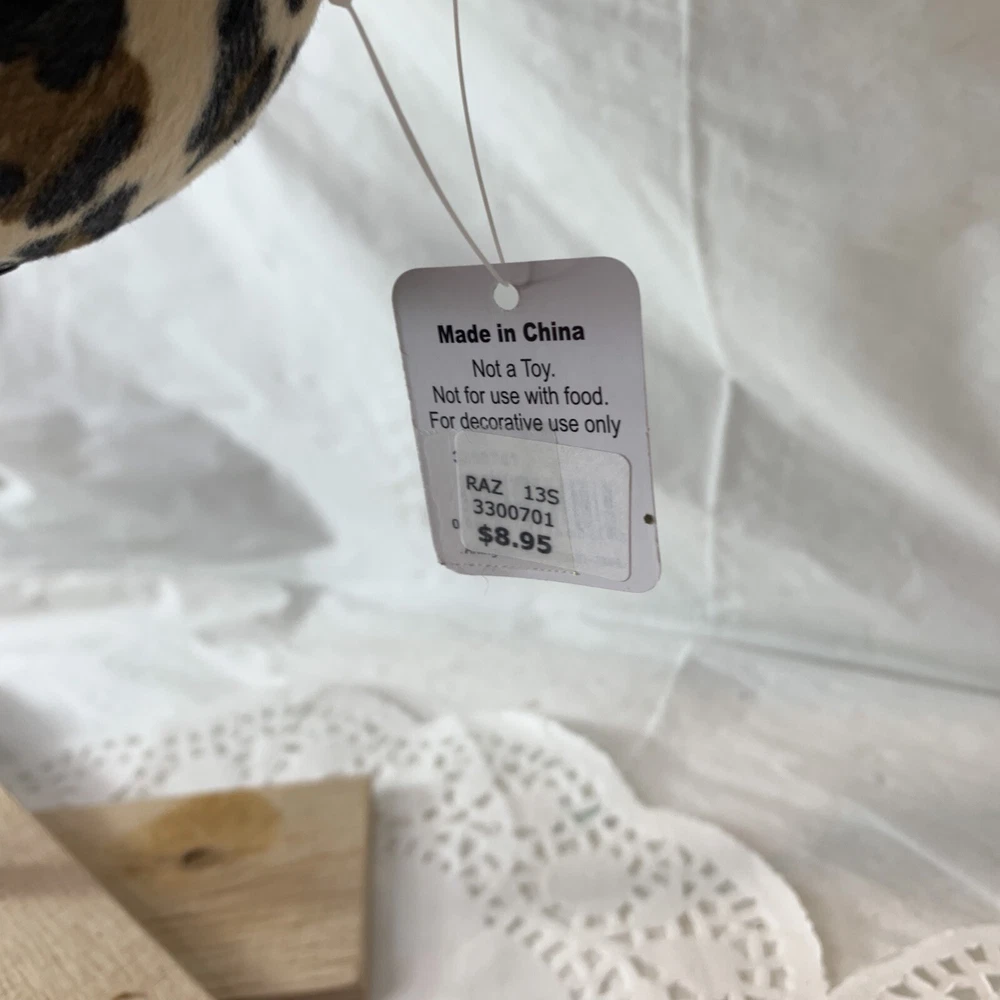 Made in China
Not a Toy.
Not for use with food.
For decorative use only
RAZ 13S
3300701
$8.95